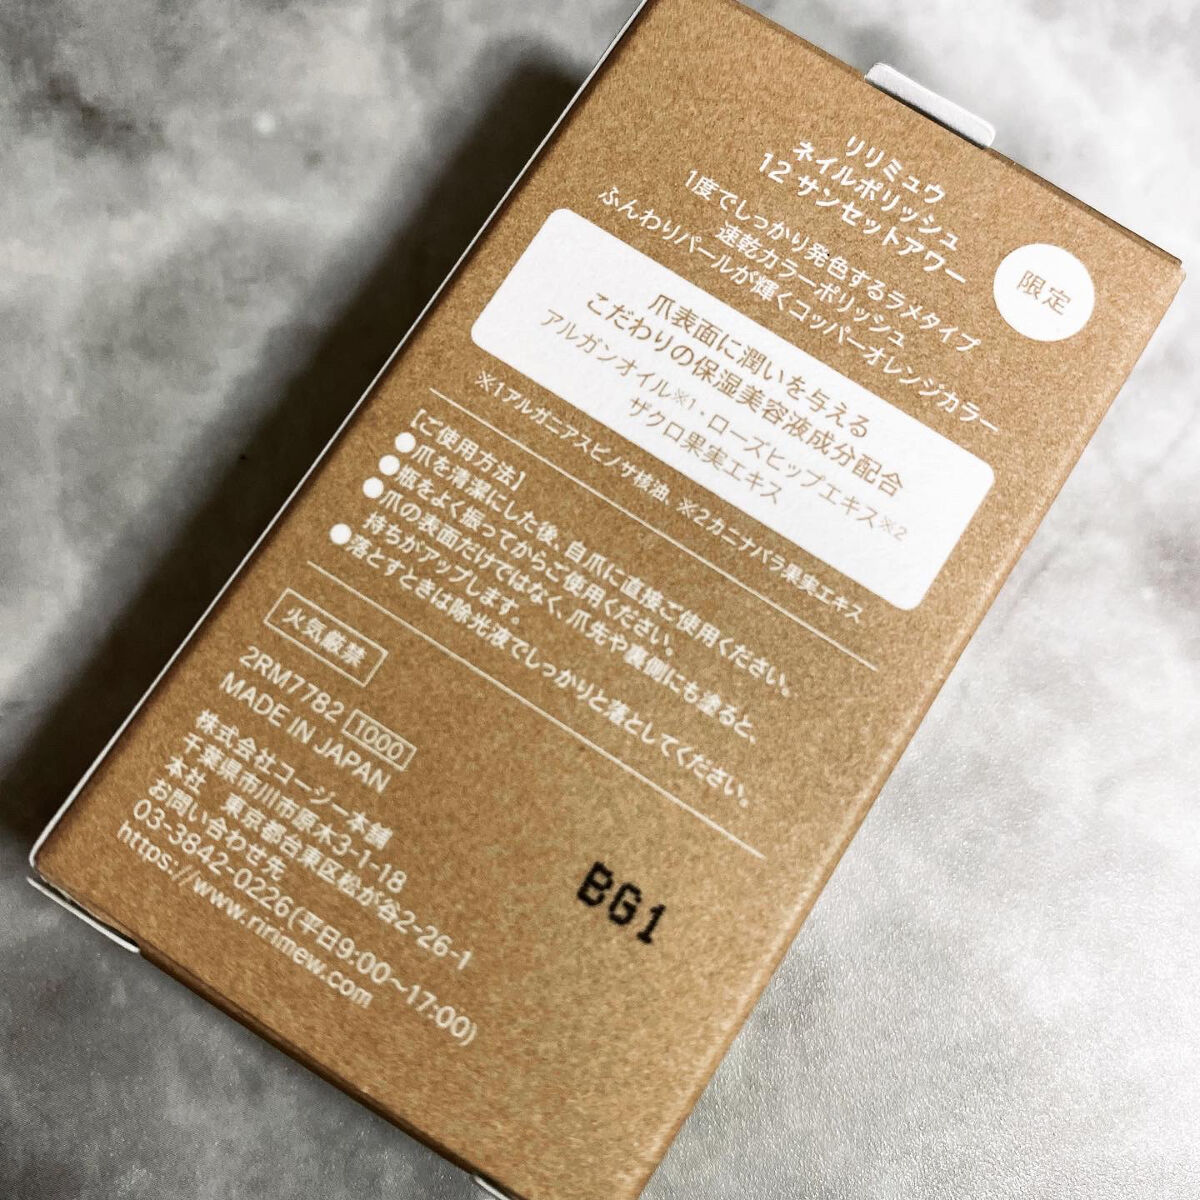 リリミュウ
ネイルポリッシュ
12 サンセットアワー
限定
1度でしっかり発色するラメタイプ
速乾カラーポリッシュ
ふんわりパールが輝くコッパーオレンジカラー
爪表面に潤いを与える
こだわりの保湿美容液成分配合
アルガンオイル※1・ローズヒップエキス※2
ザクロ果実エキス
※1アルガニアスピノサ核油 ※2カニナバラ果実エキス
[ご使用方法]
●爪を清潔にした後、自爪に直接ご使用ください。
●瓶をよく振ってからご使用ください。
●爪の表面だけではなく、爪先や裏側にも塗ると、
持ちがアップします。
●落とすときは除光液でしっかりと落としてください。
火気厳禁
2RM7782 1000
MADE IN JAPAN
株式会社コージー本舗
千葉県市川市原木3-1-18
本社 東京都台東区松が谷2-26-1
お問い合わせ先
03-3842-0226(平日9:00〜17:00)
https://www.ririmew.com
BG1